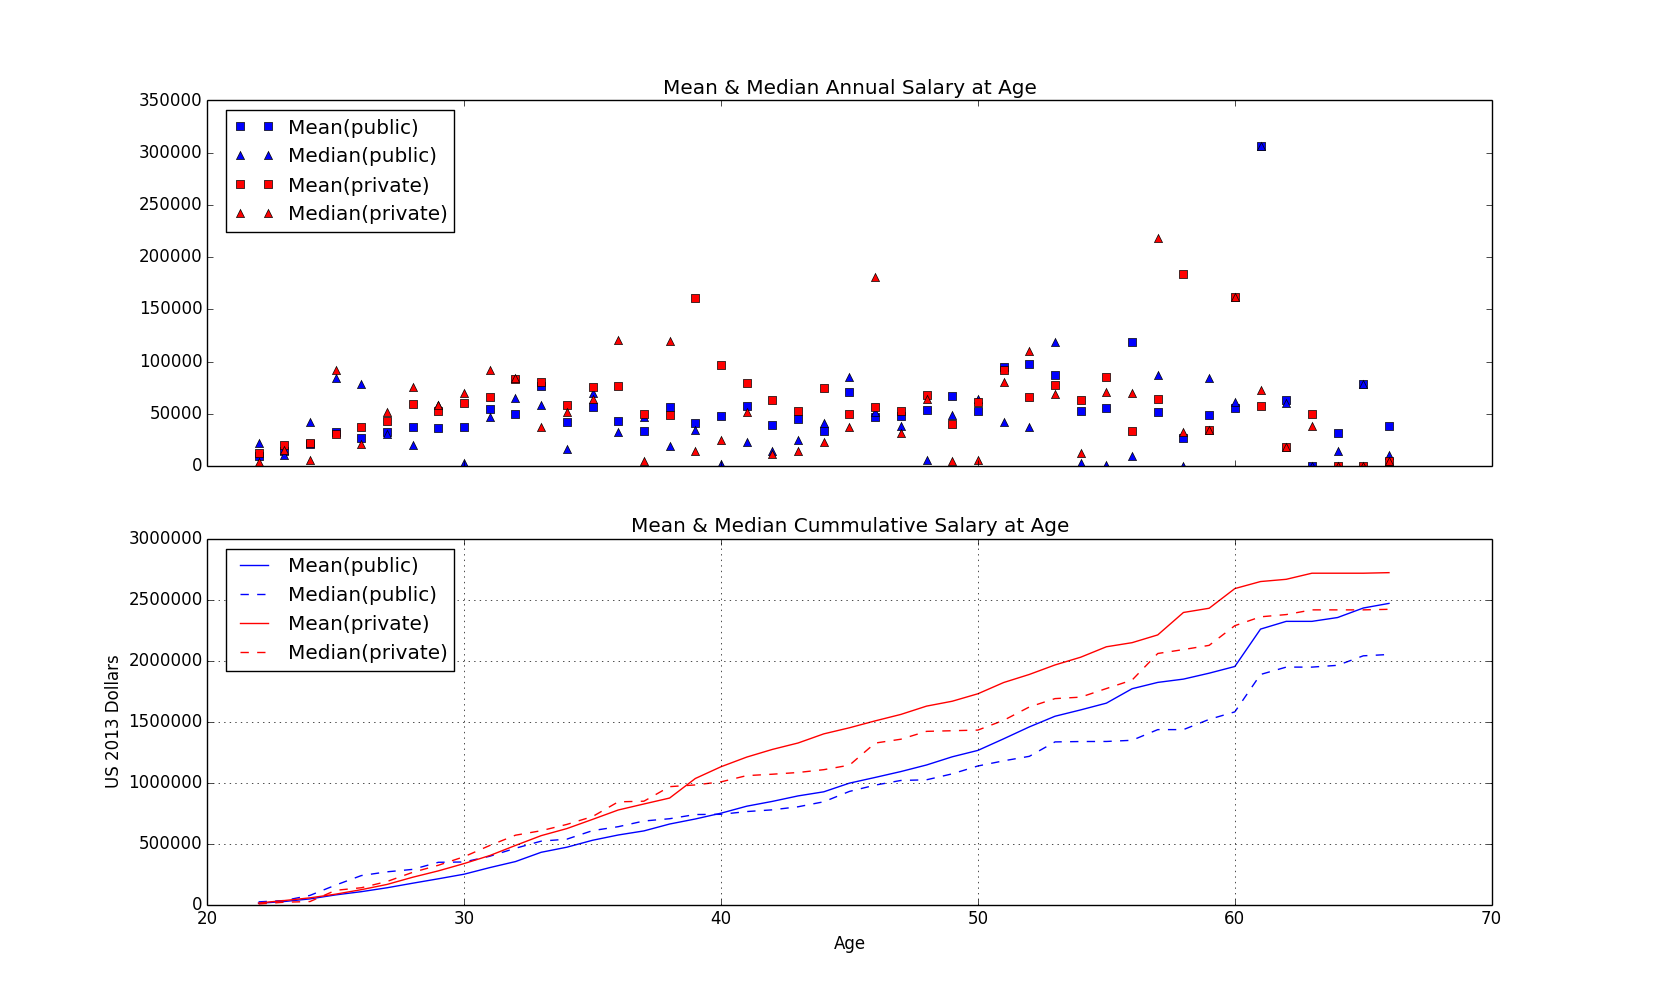 Mean & Median Annual Salary at Age
350000
300000
250000
200000
150000
100000
50000
0
Mean(public)
Median(public)
Mean(private)
Median(private)
Mean & Median Cummulative Salary at Age
3000000
2500000
2000000
1500000
1000000
500000
0
US 2013 Dollars
Mean(public)
Median(public)
Mean(private)
Median(private)
20 30 40 50 60 70
Age